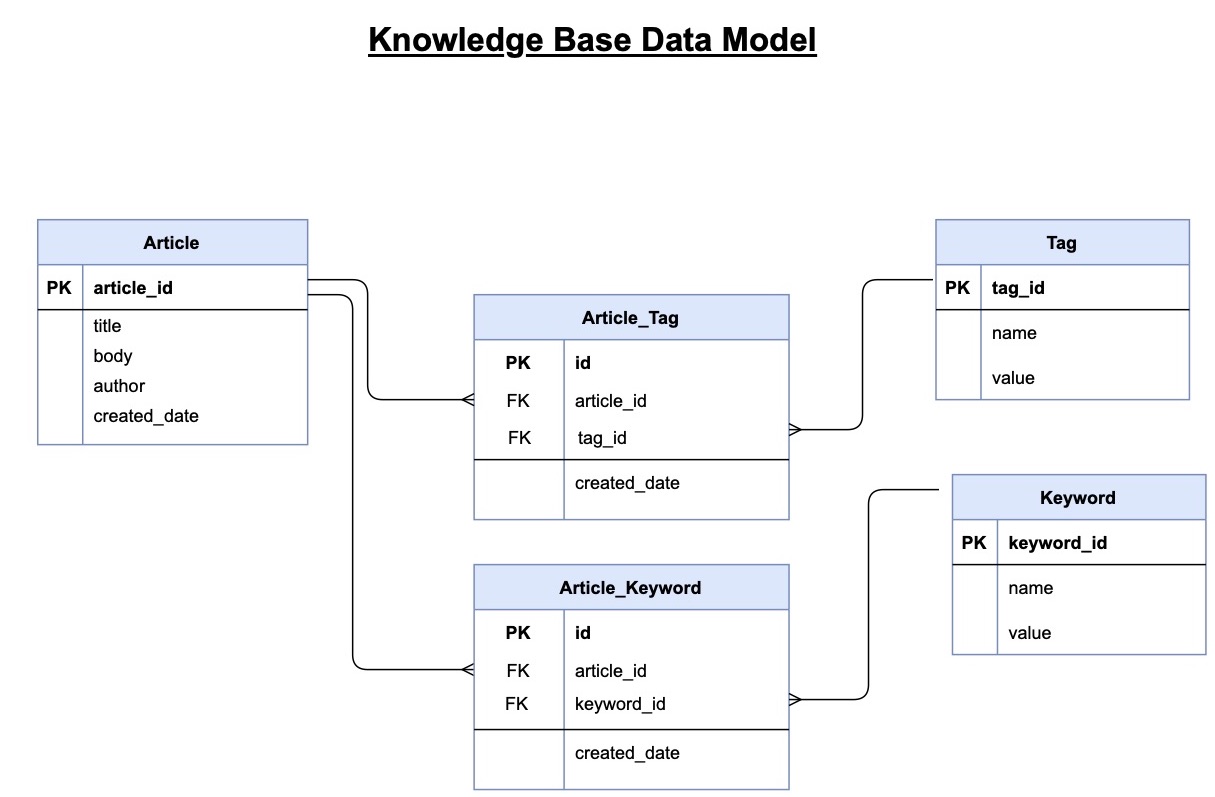 Knowledge Base Data Model
Article
PK article_id
title
body
author
created_date
Article_Tag
PK id
FK article_id
FK tag_id
created_date
Tag
PK tag_id
name
value
Article_Keyword
PK id
FK article_id
FK keyword_id
created_date
Keyword
PK keyword_id
name
value